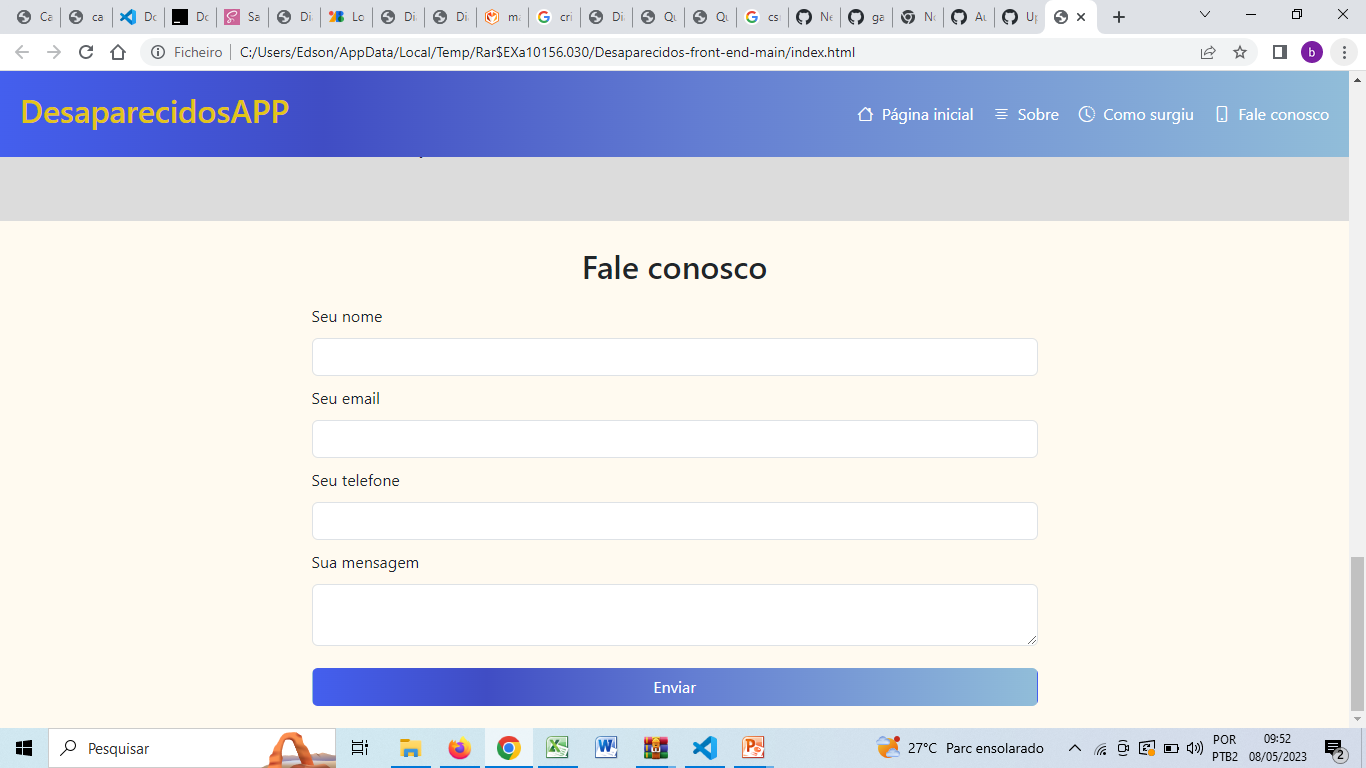 Ca
ca
Do
Do
Sa
Di
Lo
Di
Di
ma
cri
Di
Qu
Qu
css
Ne
ga
No
Au
Up
Ficheiro
C:/Users/Edson/AppData/Local/Temp/Rar$EXa10156.030/Desaparecidos-front-end-main/index.html
b
DesaparecidosAPP
Página inicial
Sobre
Como surgiu
Fale conosco
Fale conosco
Seu nome
Seu email
Seu telefone
Sua mensagem
Enviar
Pesquisar
27°C Parc ensolarado
POR
PTB2
09:52
08/05/2023
2